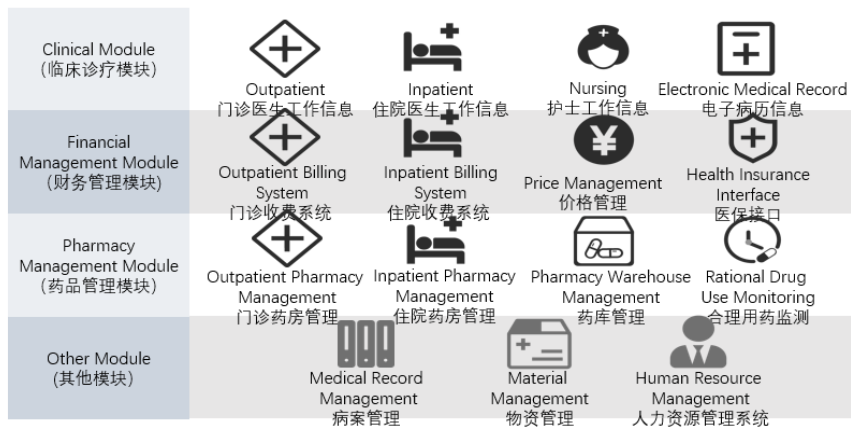 Clinical Module
（临床诊疗模块）
Outpatient
门诊医生工作信息
Inpatient
住院医生工作信息
Nursing
护士工作信息
Electronic Medical Record
电子病历信息
Financial
Management Module
（财务管理模块)
Outpatient Billing
System
门诊收费系统
Inpatient Billing
System
住院收费系统
¥
Price Management
价格管理
Health Insurance
Interface
医保接口
Pharmacy
Management Module
（药品管理模块）
Outpatient Pharmacy
Management
门诊药房管理
Inpatient Pharmacy
Management
住院药房管理
Pharmacy Warehouse
Management
药库管理
Rational Drug
Use Monitoring
合理用药监测
Other Module
(其他模块）
Medical Record
Management
病案管理
Material
Management
物资管理
Human Resource
Management
人力资源管理系统